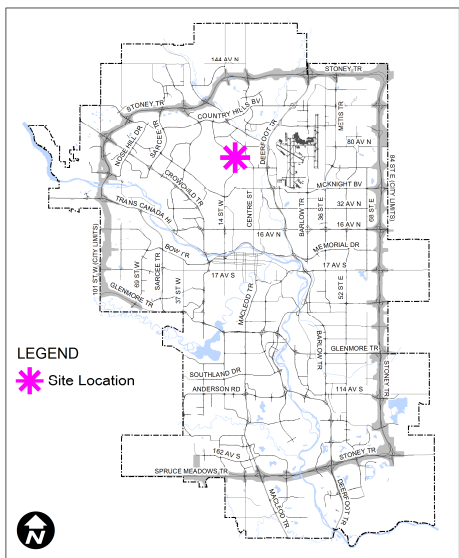 144 AV N
STONEY TR
STONEY TR
COUNTRY HILLS BV
METIS TR
NOSE HILL DR
SARCEE TR
DEERFOOT TR
80 AV N
CROWCHILD TR
MCKNIGHT BV
84 ST E (CITY LIMITS)
TRANS CANADA HI
14 ST W
CENTRE ST
BARLOW TR
36 ST E
32 AV N
68 ST E
16 AV N
16 AV N
101 ST W (CITY LIMITS)
BOW TR
MEMORIAL DR
69 ST W
SARCEE TR
37 ST W
17 AV S
17 AV S
GLENMORE TR
MACLEOD TR
52 ST E
BARLOW TR
GLENMORE TR
LEGEND
Site Location
SOUTHLAND DR
ANDERSON RD
114 AV S
STONEY TR
162 AV S
STONEY TR
SPRUCE MEADOWS TR
MACLEOD TR
DEERFOOT TR
N